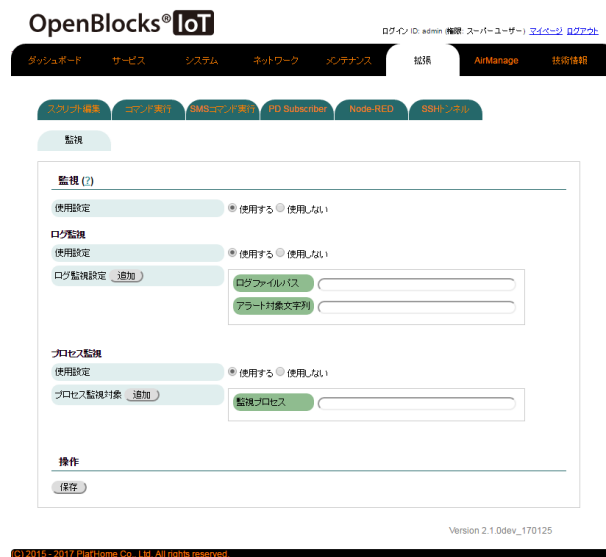 OpenBlocks® IoT
ログイン ID: admin (権限: スーパーユーザー) マイページ ログアウト
ダッシュボード サービス システム ネットワーク メンテナンス 拡張 AirManage 技術情報
スクリプト編集 コマンド実行 SMSコマンド実行 PD Subscriber Node-RED SSHトンネル
監視
監視 (?)
使用設定 使用する 使用しない
ログ監視
使用設定 使用する 使用しない
ログ監視設定 追加 ログファイルパス
アラート対象文字列
プロセス監視
使用設定 使用する 使用しない
プロセス監視対象 追加 監視プロセス
操作
保存
Version 2.1.0dev_170125
(C) 2015 - 2017 Plat'Home Co., Ltd. All rights reserved.